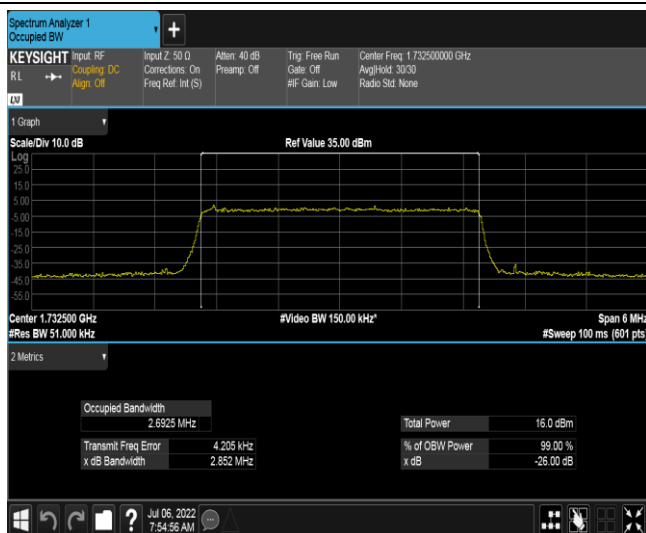 Spectrum Analyzer 1
Occupied BW
+
KEYSIGHT
RL
LXI
Input: RF
Coupling: DC
Align: Off
Input Z: 50 Ω
Corrections: On
Freq Ref: Int (S)
Atten: 40 dB
Preamp: Off
Trig: Free Run
Gate: Off
#IF Gain: Low
Center Freq: 1.732500000 GHz
Avg|Hold: 30/30
Radio Std: None
1 Graph
Scale/Div 10.0 dB
Ref Value 35.00 dBm
Log
25.0
15.0
5.00
-5.00
-15.0
-25.0
-35.0
-45.0
-55.0
Center 1.732500 GHz
#Video BW 150.00 kHz*
Span 6 MHz
#Res BW 51.000 kHz
#Sweep 100 ms (601 pts)
2 Metrics
Occupied Bandwidth
2.6925 MHz
Total Power 16.0 dBm
Transmit Freq Error 4.205 kHz
% of OBW Power 99.00 %
x dB Bandwidth 2.852 MHz
x dB -26.00 dB
?
Jul 06, 2022
7:54:56 AM